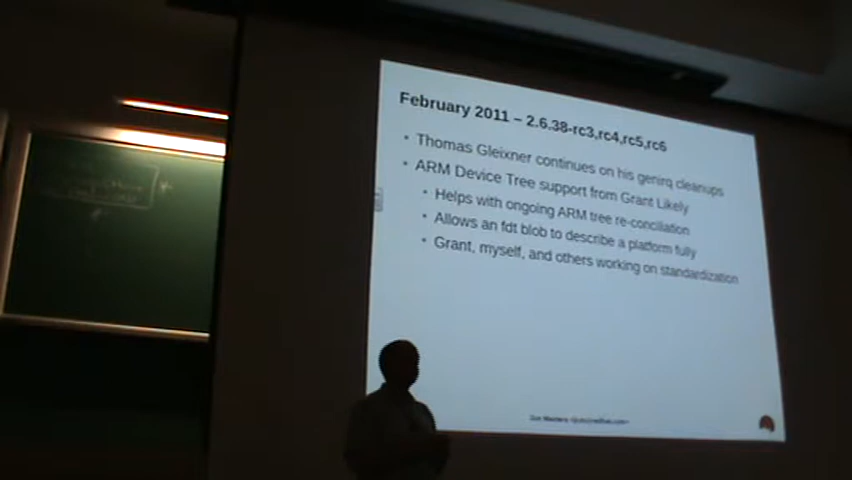 February 2011 – 2.6.38-rc3,rc4,rc5,rc6
• Thomas Gleixner continues on his genirq cleanups
• ARM Device Tree support from Grant Likely
• Helps with ongoing ARM tree re-conciliation
• Allows an fdt blob to describe a platform fully
• Grant, myself, and others working on standardization